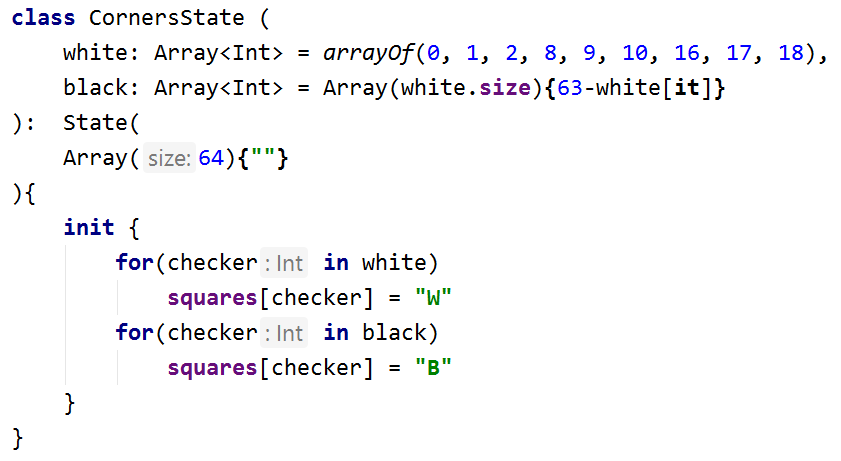 class CornersState (
    white: Array<Int> = arrayOf(0, 1, 2, 8, 9, 10, 16, 17, 18),
    black: Array<Int> = Array(white.size){63-white[it]}
):  State(
    Array( size: 64){""}
){
    init {
        for(checker : Int  in white)
            squares[checker] = "W"
        for(checker : Int  in black)
            squares[checker] = "B"
    }
}